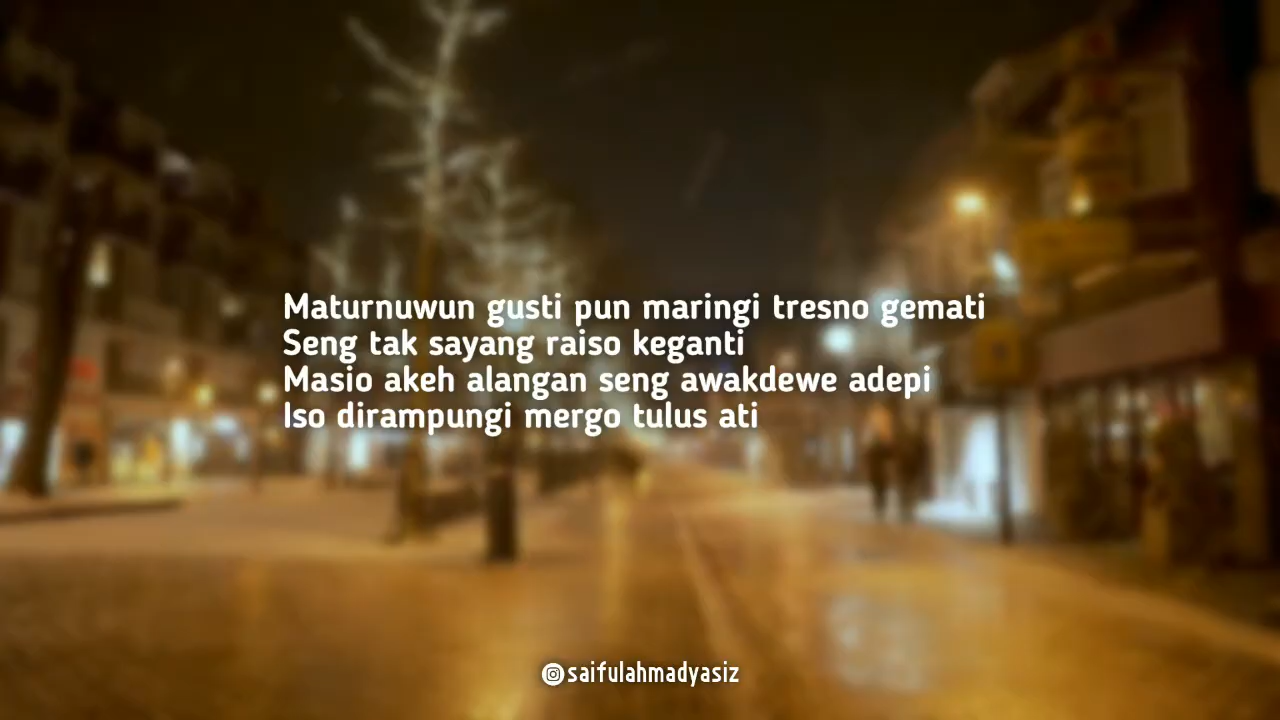 Maturnuwun gusti pun maringi tresno gemati
Seng tak sayang raiso keganti
Masio akeh alangan seng awakdewe adepi
Iso dirampungi mergo tulus ati
saifulahmadyasiz